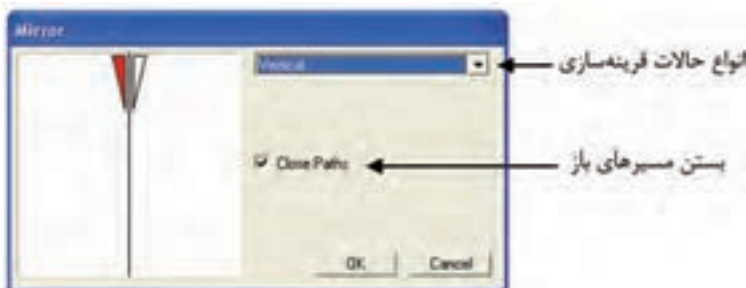 Mirror
Vertical
انواع حالات قرینه‌سازی
Close Paths
بستن مسیرهای باز
OK
Cancel